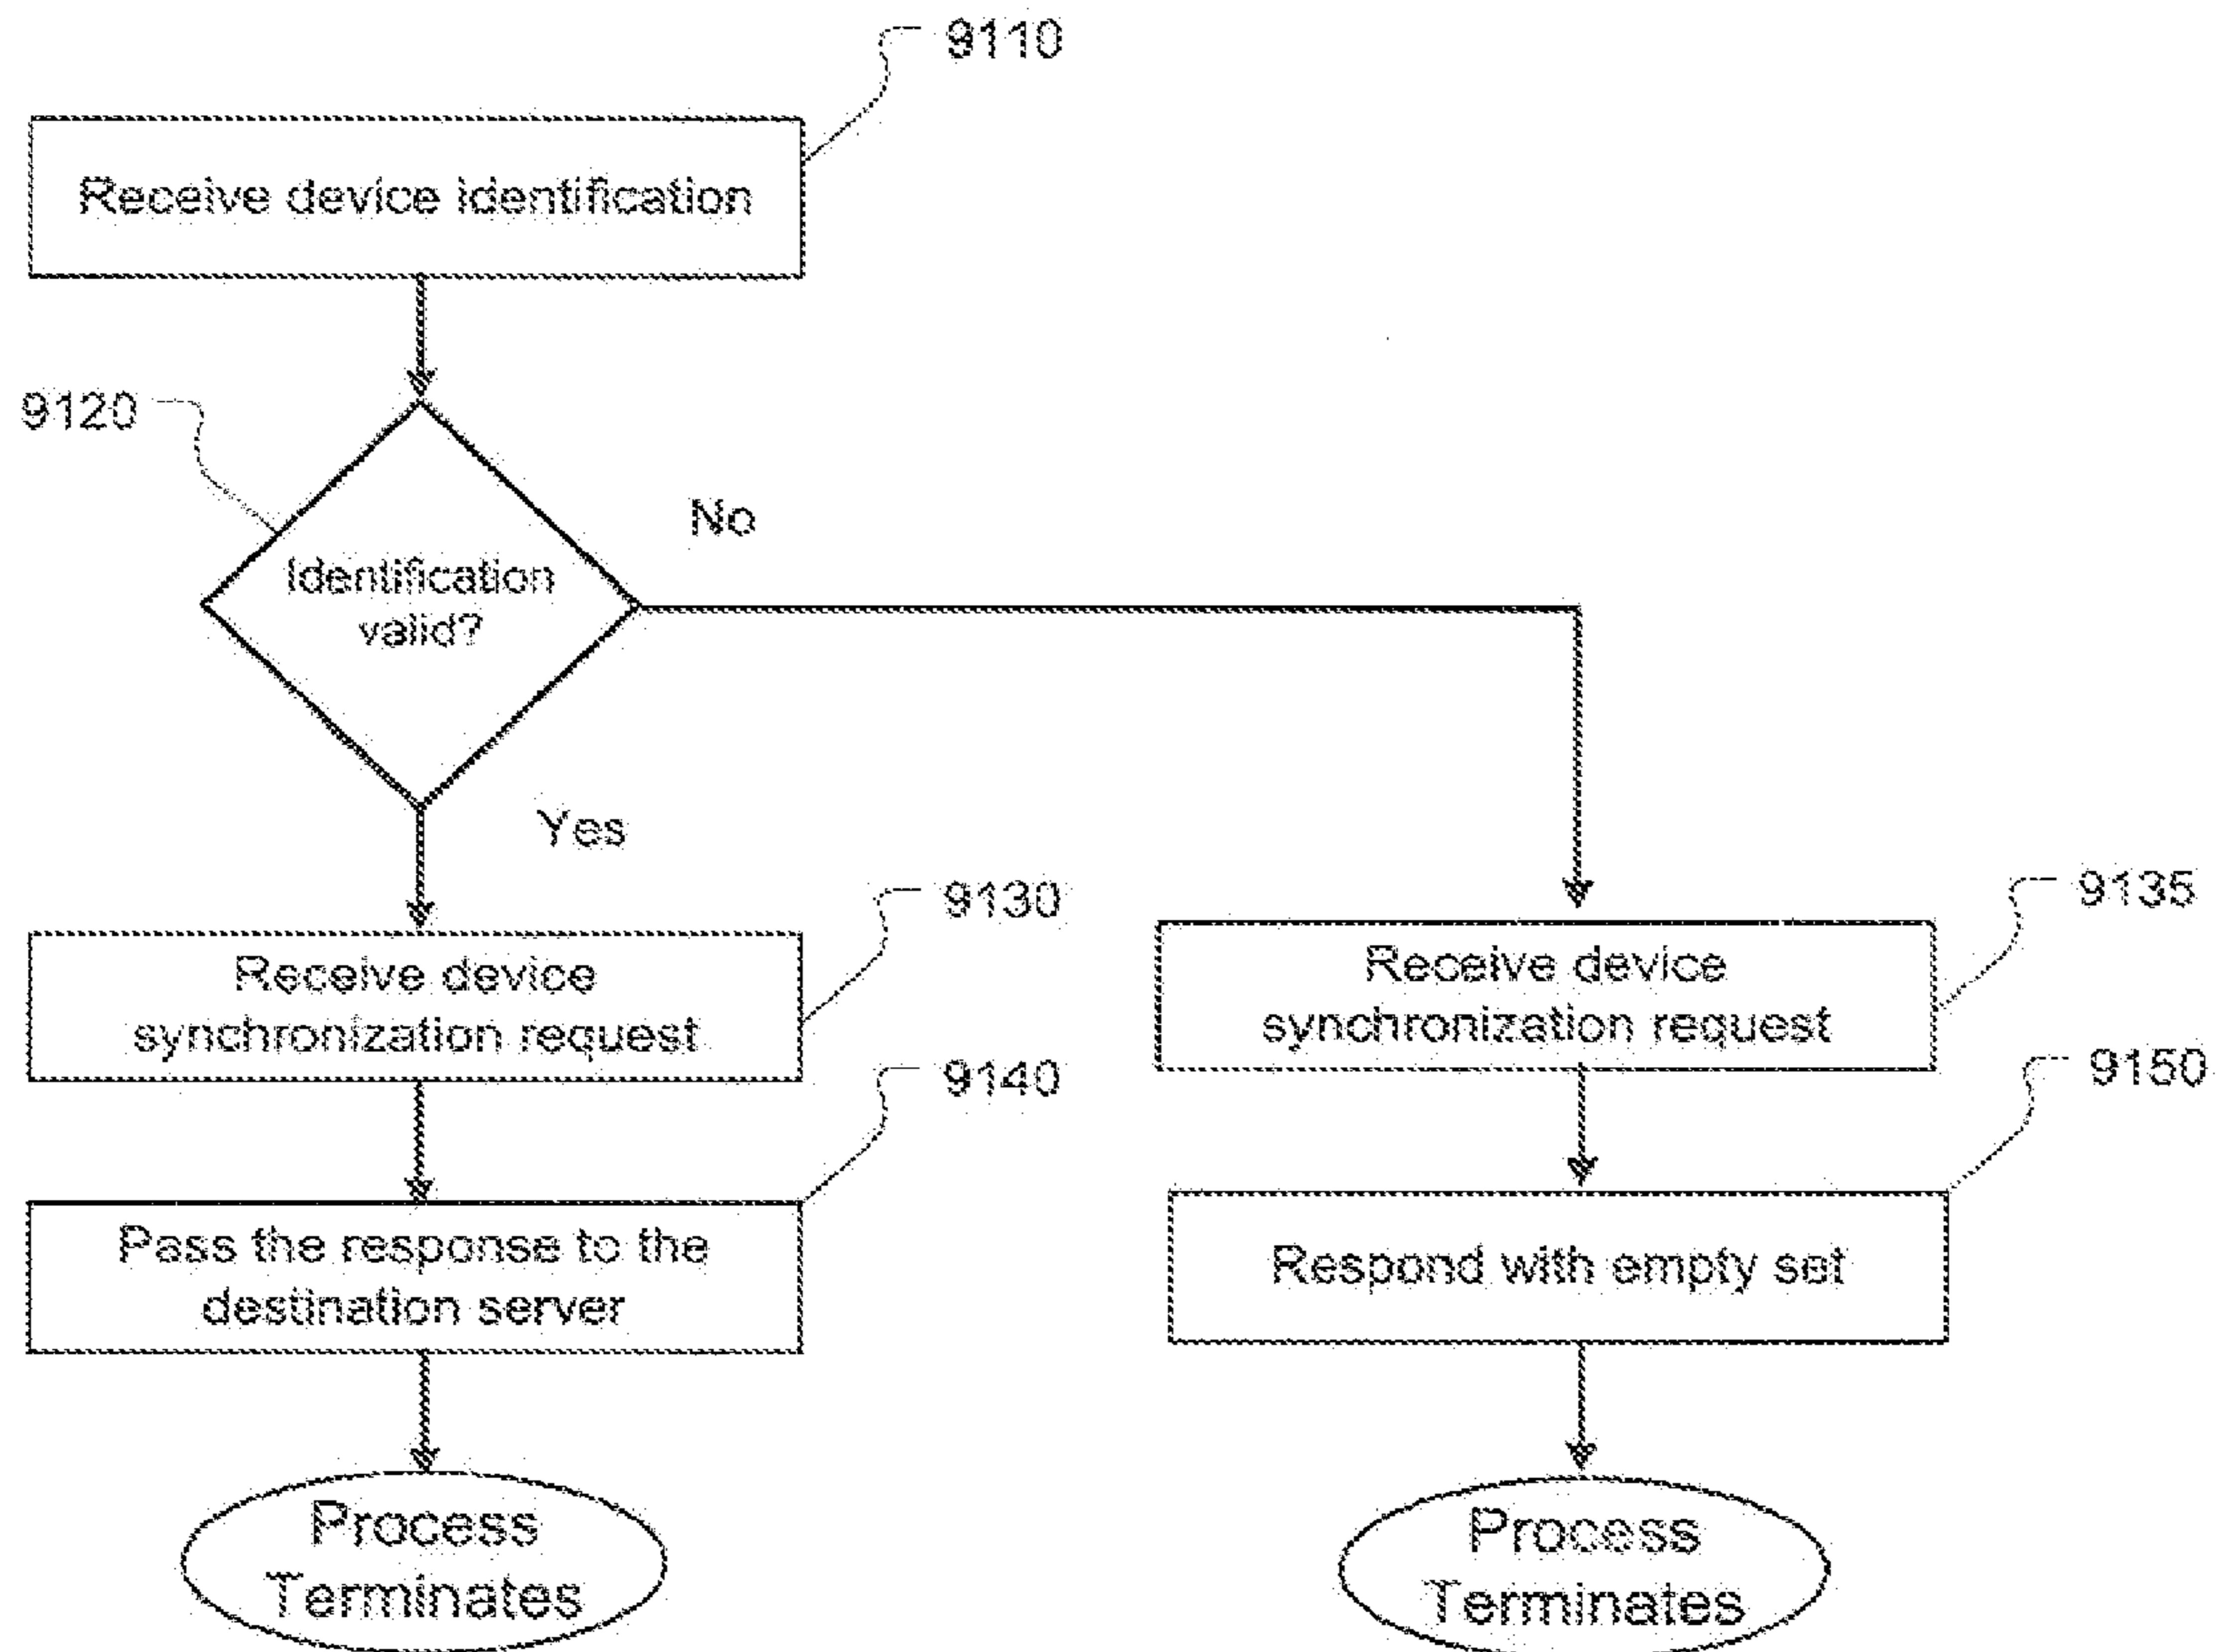 9110
Receive device identification
9120
No
Identification
valid?
Yes
9130
9135
Receive device
synchronization request
Receive device
synchronization request
9140
9150
Pass the response to the
destination server
Respond with empty set
Process
Terminates
Process
Terminates